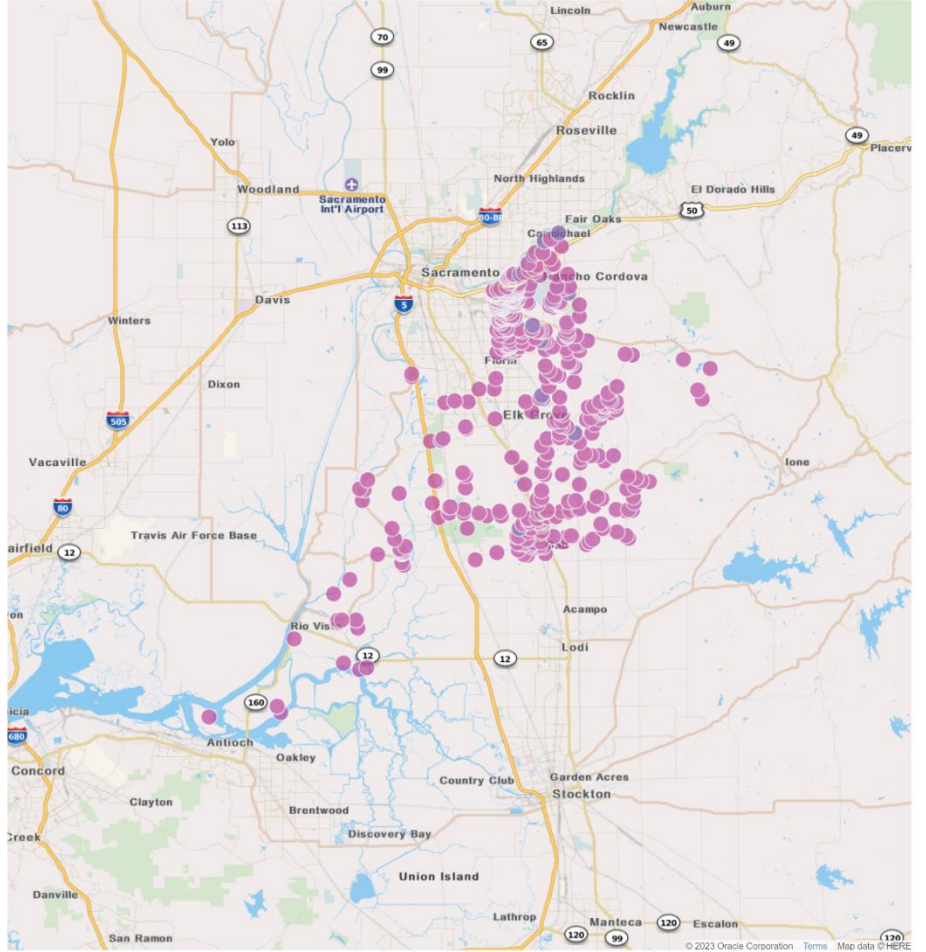 Lincoln
Auburn
Newcastle
70
65
49
99
Rocklin
Roseville
49
Yolo
Placerv
North Highlands
Woodland
Sacramento
Int'l Airport
El Dorado Hills
50
80-B
Fair Oaks
113
Sacramento
ncho Cordova
Davis
5
Winters
Dixon
Elk Grov
505
Vacaville
Ione
80
Travis Air Force Base
airfield
12
Acampo
Rio Vis
Lodi
12
12
160
icia
680
Antioch
Oakley
Concord
Country Club
Garden Acres
Stockton
Clayton
Brentwood
Creek
Discovery Bay
Union Island
Danville
Lathrop
Manteca
120
Escalon
120
99
120
San Ramon
© 2023 Oracle Corporation Terms Map data © HERE